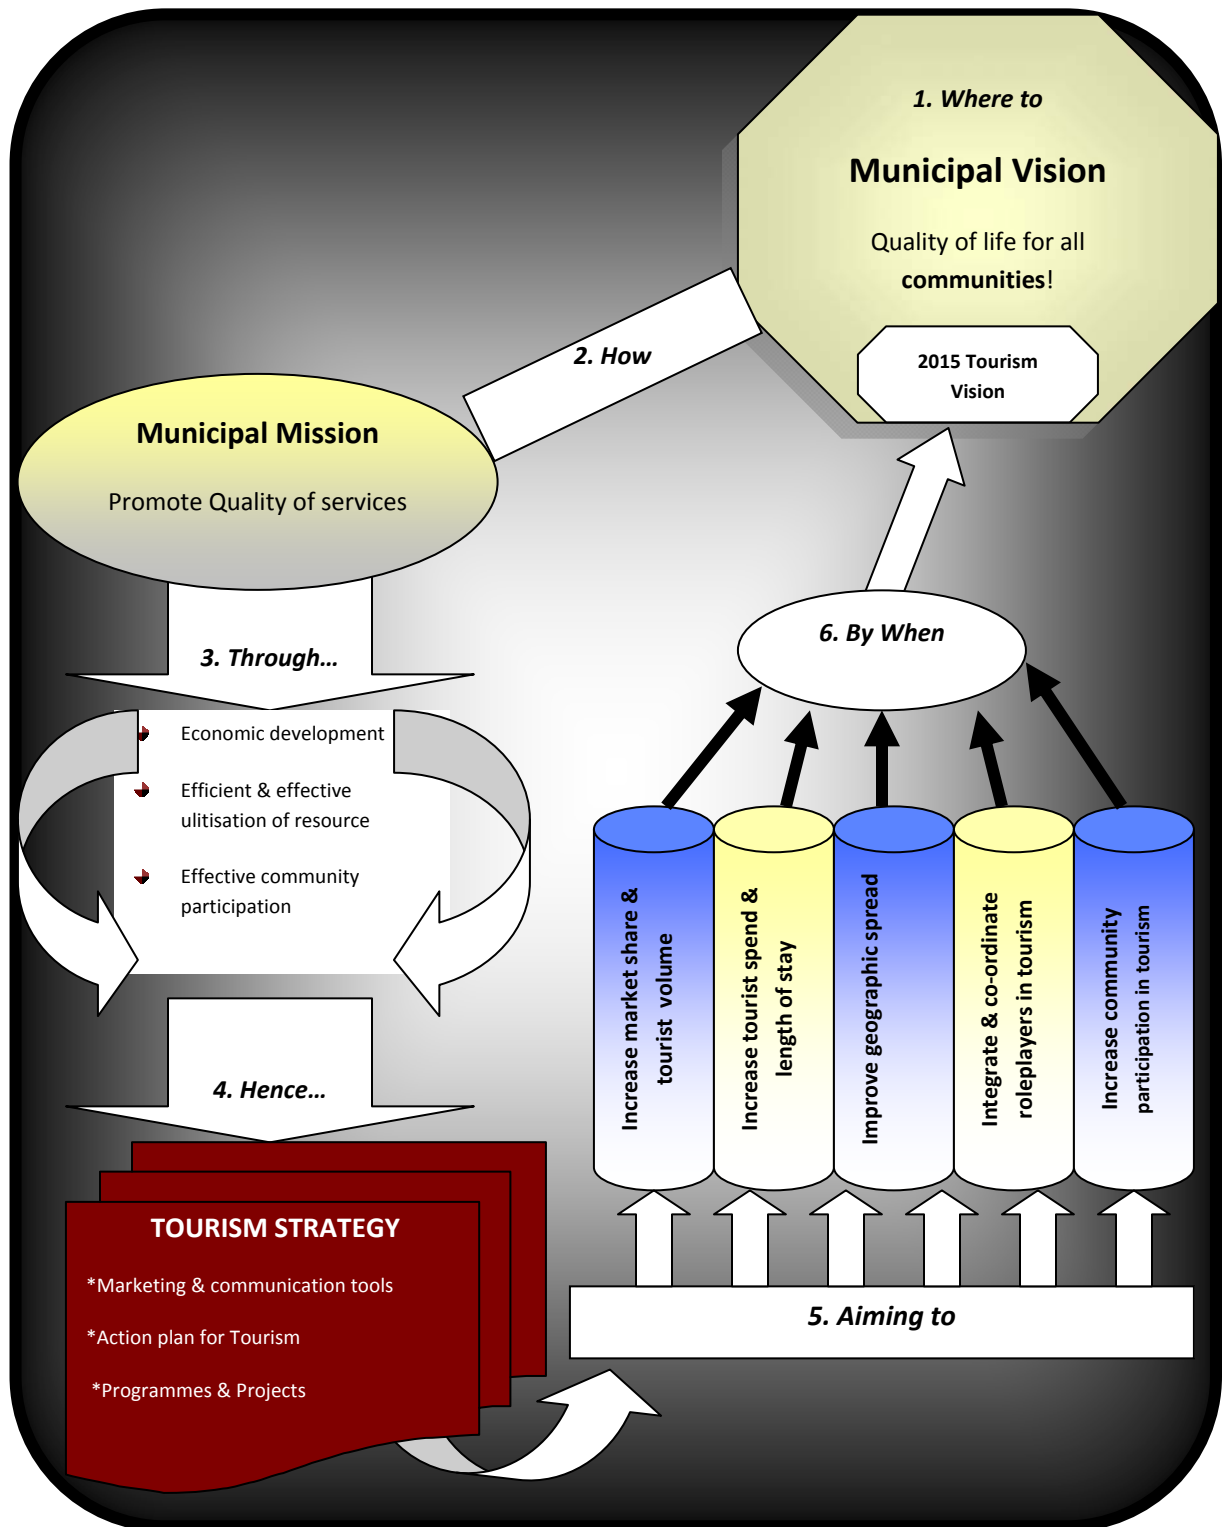 1. Where to
Municipal Vision
Quality of life for all
communities!
2015 Tourism
Vision
2. How
Municipal Mission
Promote Quality of services
3. Through…
Economic development
Efficient & effective
ulitisation of resource
Effective community
participation
4. Hence…
TOURISM STRATEGY
*Marketing & communication tools
*Action plan for Tourism
*Programmes & Projects
5. Aiming to
Increase market share &
tourist volume
Increase tourist spend &
length of stay
Improve geographic spread
Integrate & co-ordinate
roleplayers in tourism
Increase community
participation in tourism
6. By When